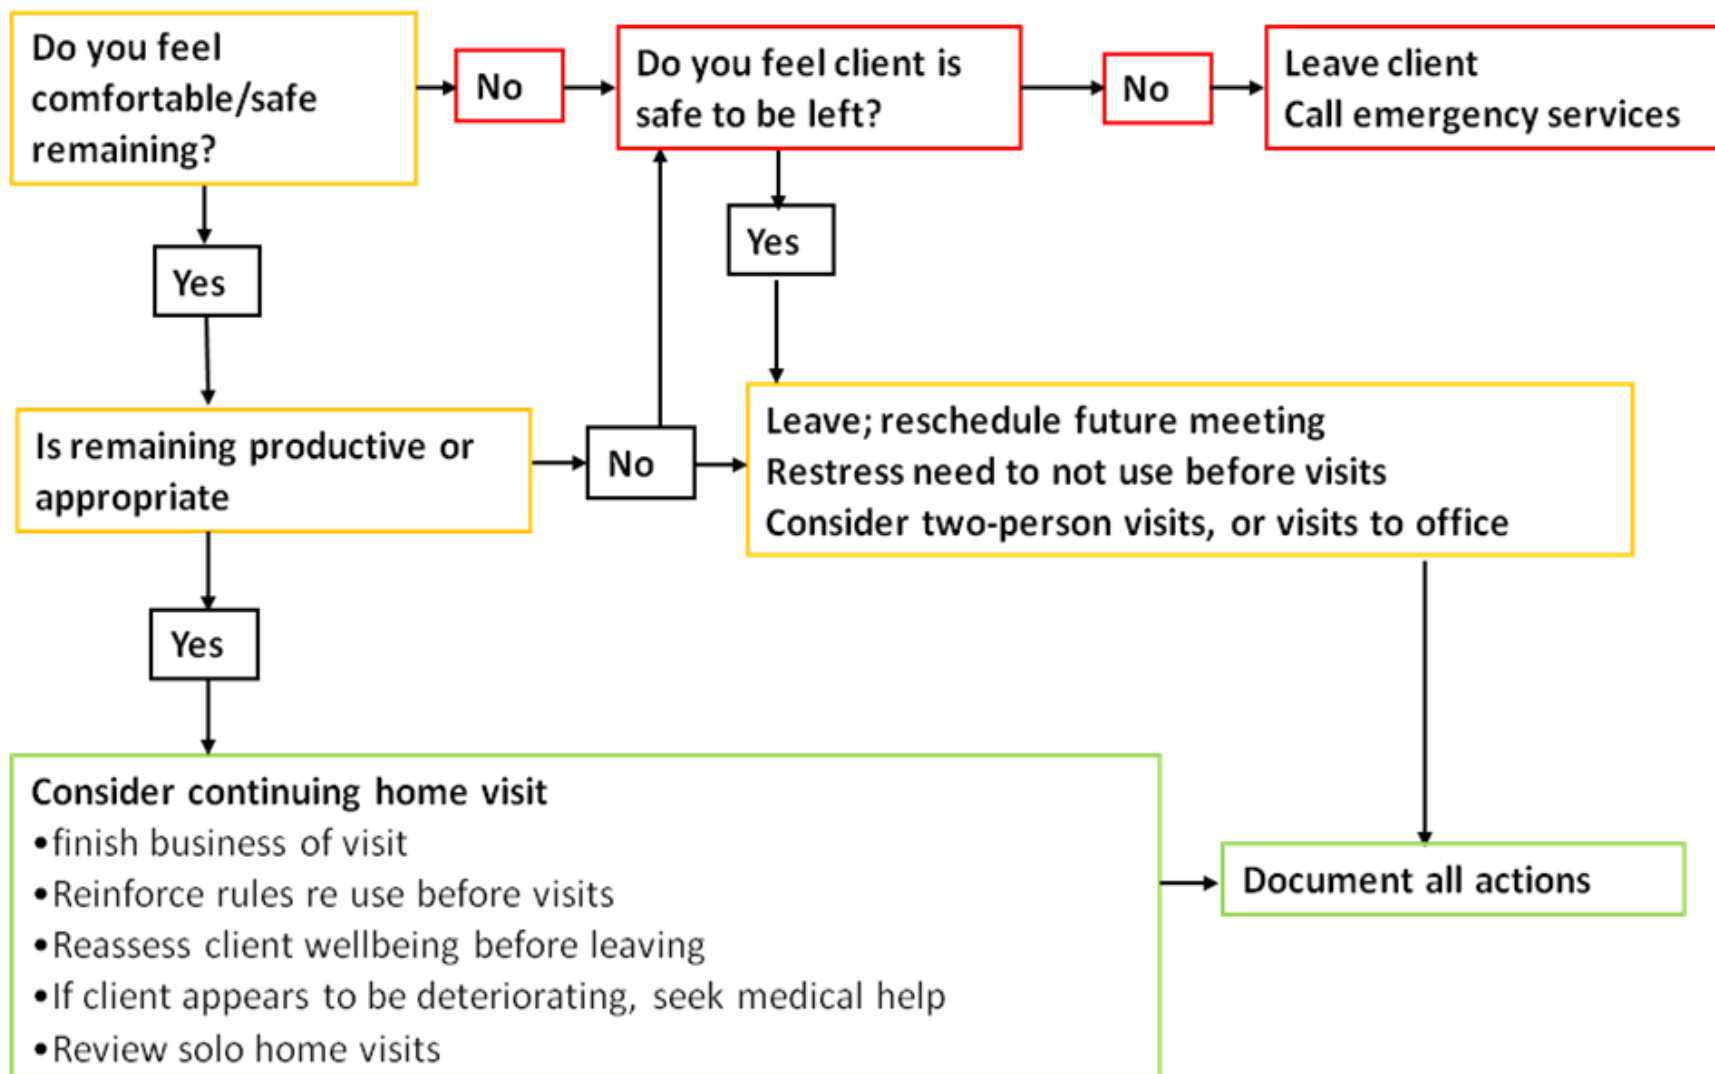 Do you feel
comfortable/safe
remaining?
No
Do you feel client is
safe to be left?
No
Leave client
Call emergency services
Yes
Yes
Is remaining productive or
appropriate
No
Leave; reschedule future meeting
Restress need to not use before visits
Consider two-person visits, or visits to office
Yes
Consider continuing home visit
•finish business of visit
•Reinforce rules re use before visits
•Reassess client wellbeing before leaving
•If client appears to be deteriorating, seek medical help
•Review solo home visits
Document all actions